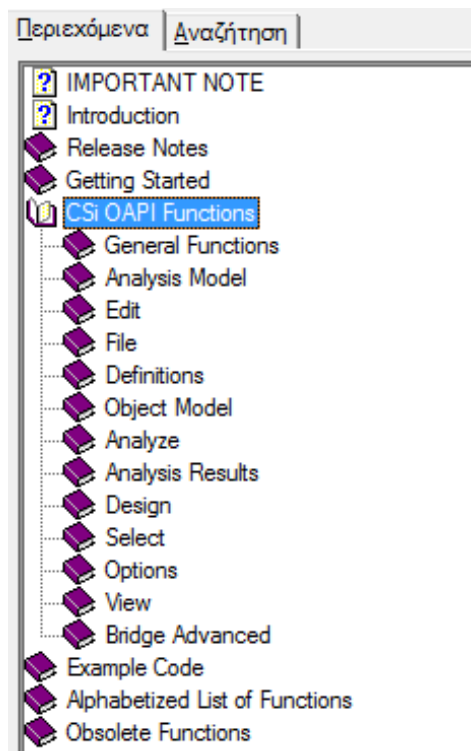 Περιεχόμενα Αναζήτηση
IMPORTANT NOTE
Introduction
Release Notes
Getting Started
CSi OAPI Functions
General Functions
Analysis Model
Edit
File
Definitions
Object Model
Analyze
Analysis Results
Design
Select
Options
View
Bridge Advanced
Example Code
Alphabetized List of Functions
Obsolete Functions